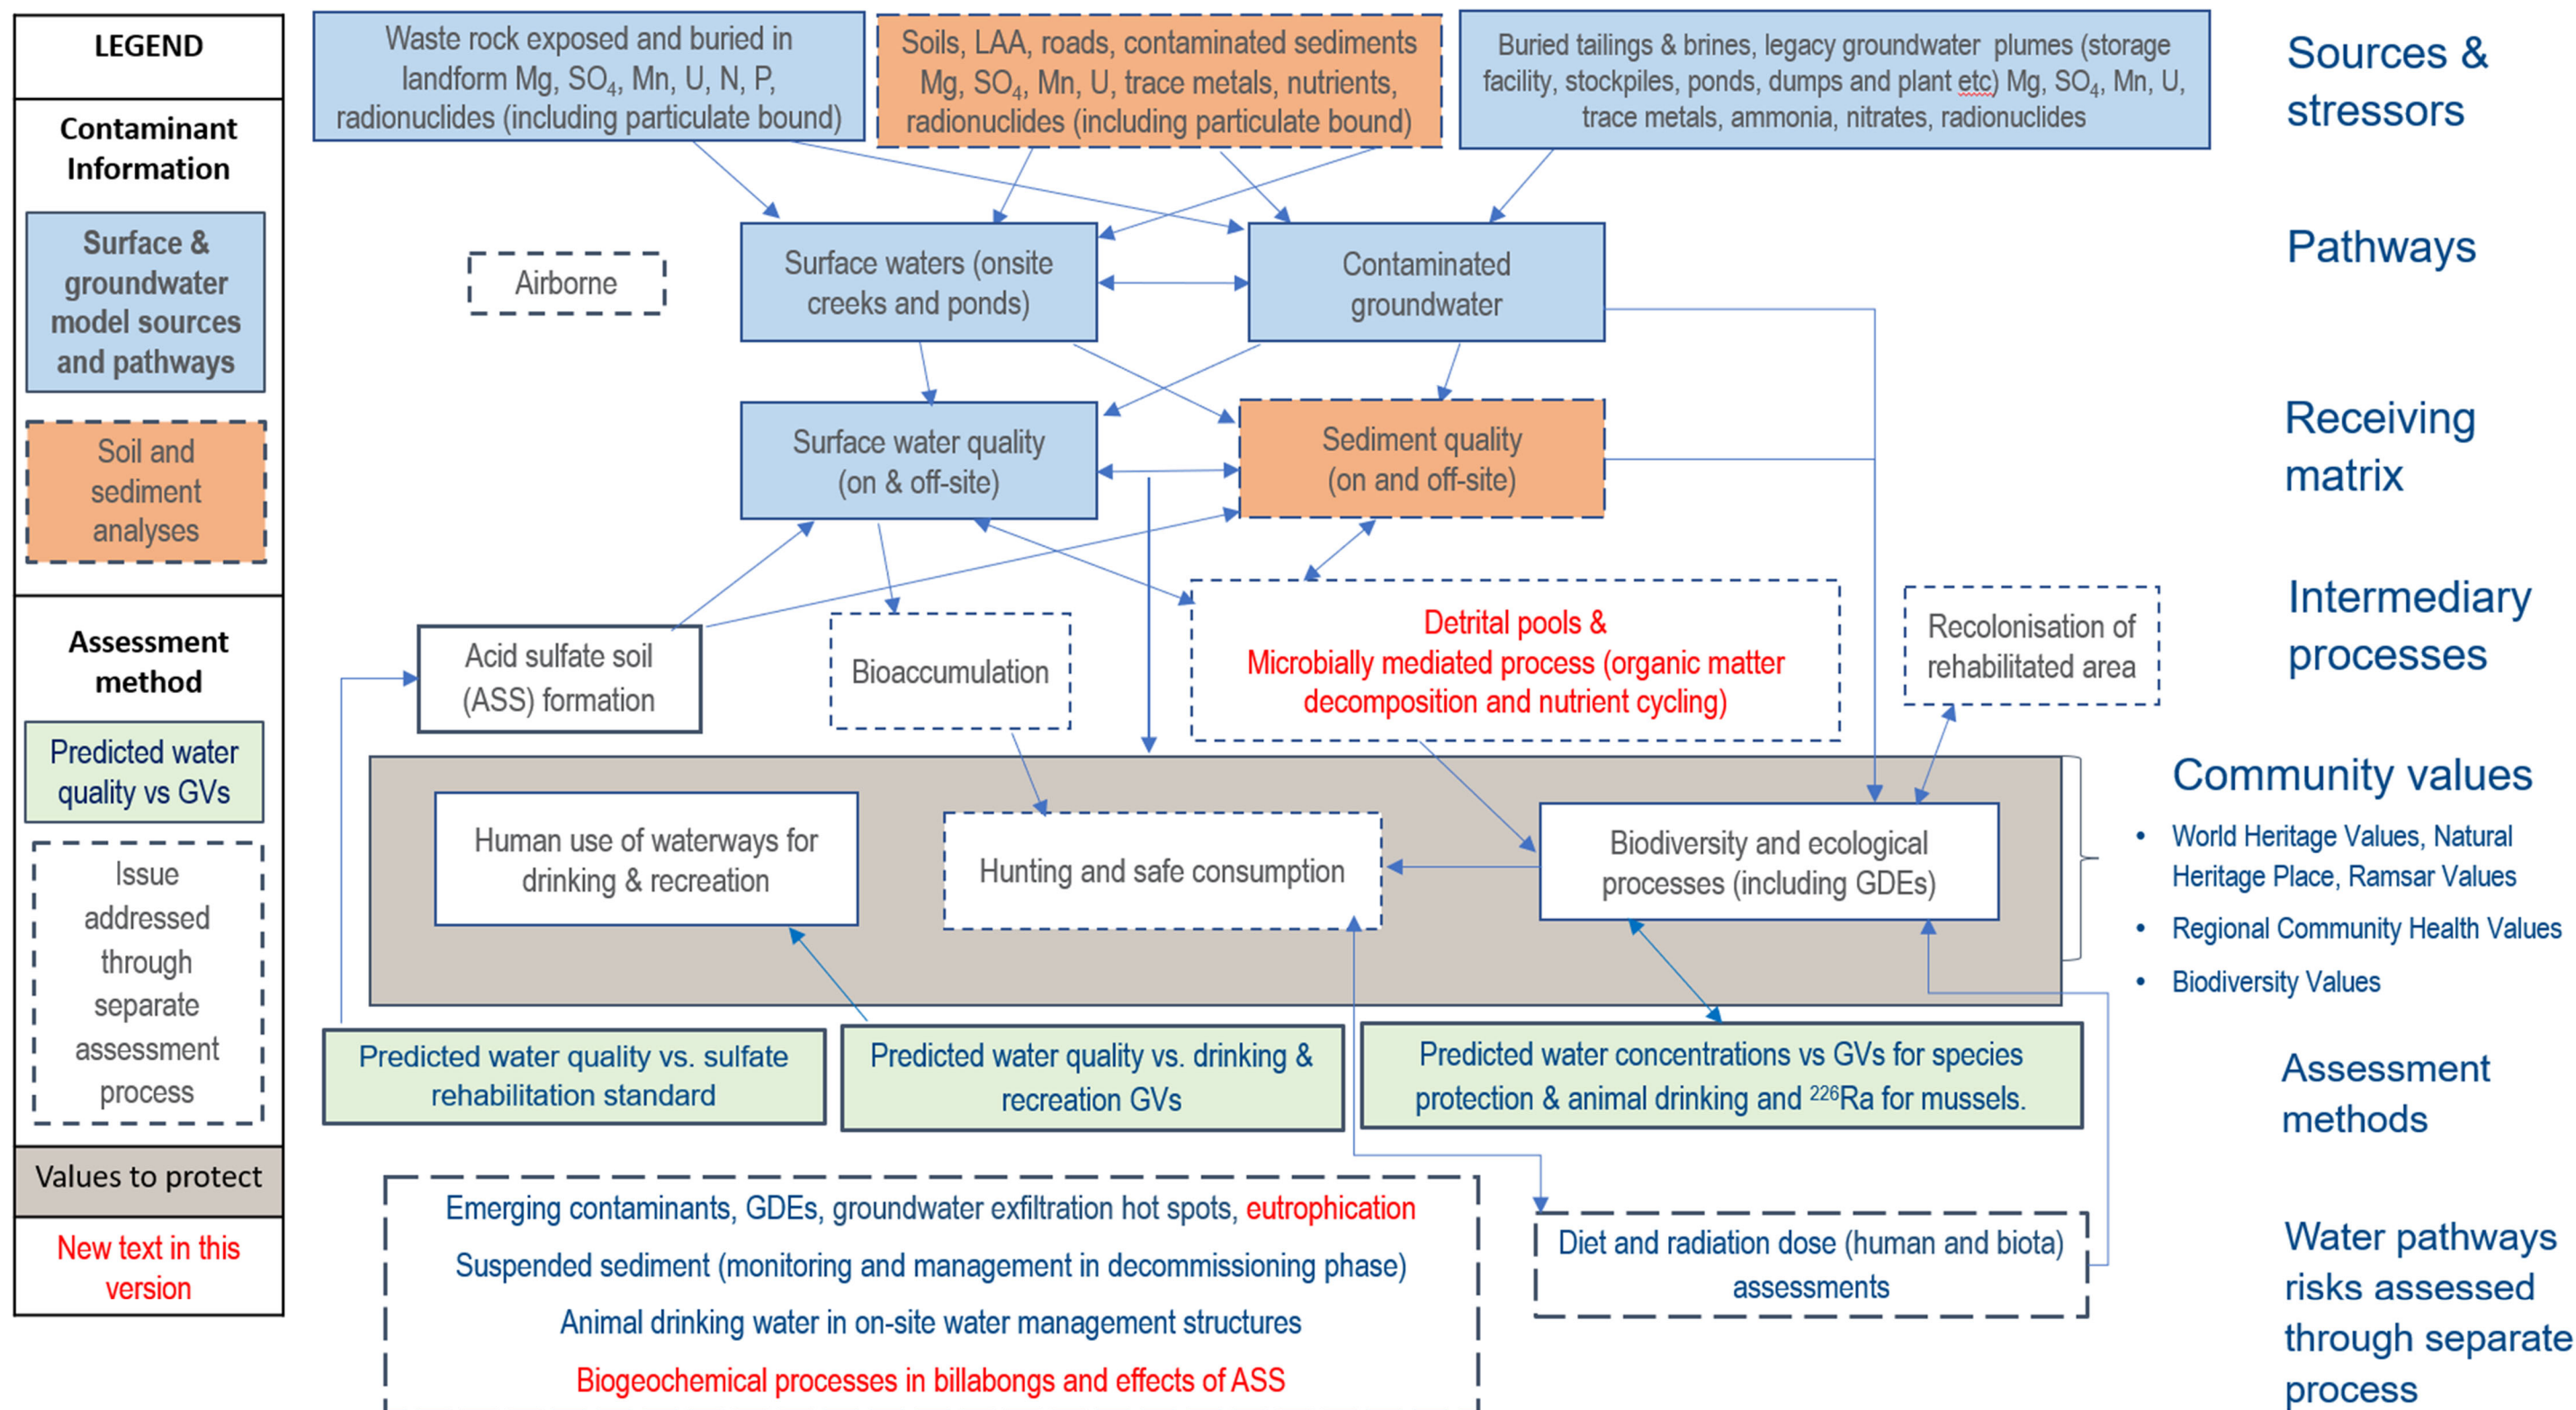 LEGEND
Contaminant
Information
Surface &
groundwater
model sources
and pathways
Soil and
sediment
analyses
Assessment
method
Predicted water
quality vs GVs
Issue
addressed
through
separate
assessment
process
Values to protect
New text in this
version
Waste rock exposed and buried in
landform Mg, SO₄, Mn, U, N, P,
radionuclides (including particulate bound)
Soils, LAA, roads, contaminated sediments
Mg, SO₄, Mn, U, trace metals, nutrients,
radionuclides (including particulate bound)
Buried tailings & brines, legacy groundwater plumes (storage
facility, stockpiles, ponds, dumps and plant etc) Mg, SO₄, Mn, U,
trace metals, ammonia, nitrates, radionuclides
Sources &
stressors
Airborne
Surface waters (onsite
creeks and ponds)
Contaminated
groundwater
Pathways
Surface water quality
(on & off-site)
Sediment quality
(on and off-site)
Receiving
matrix
Acid sulfate soil
(ASS) formation
Bioaccumulation
Detrital pools &
Microbially mediated process (organic matter
decomposition and nutrient cycling)
Recolonisation of
rehabilitated area
Intermediary
processes
Human use of waterways for
drinking & recreation
Hunting and safe consumption
Biodiversity and ecological
processes (including GDEs)
Community values
• World Heritage Values, Natural
Heritage Place, Ramsar Values
• Regional Community Health Values
• Biodiversity Values
Predicted water quality vs. sulfate
rehabilitation standard
Predicted water quality vs. drinking &
recreation GVs
Predicted water concentrations vs GVs for species
protection & animal drinking and ²²⁶Ra for mussels.
Assessment
methods
Emerging contaminants, GDEs, groundwater exfiltration hot spots, eutrophication
Suspended sediment (monitoring and management in decommissioning phase)
Animal drinking water in on-site water management structures
Biogeochemical processes in billabongs and effects of ASS
Diet and radiation dose (human and biota)
assessments
Water pathways
risks assessed
through separate
process